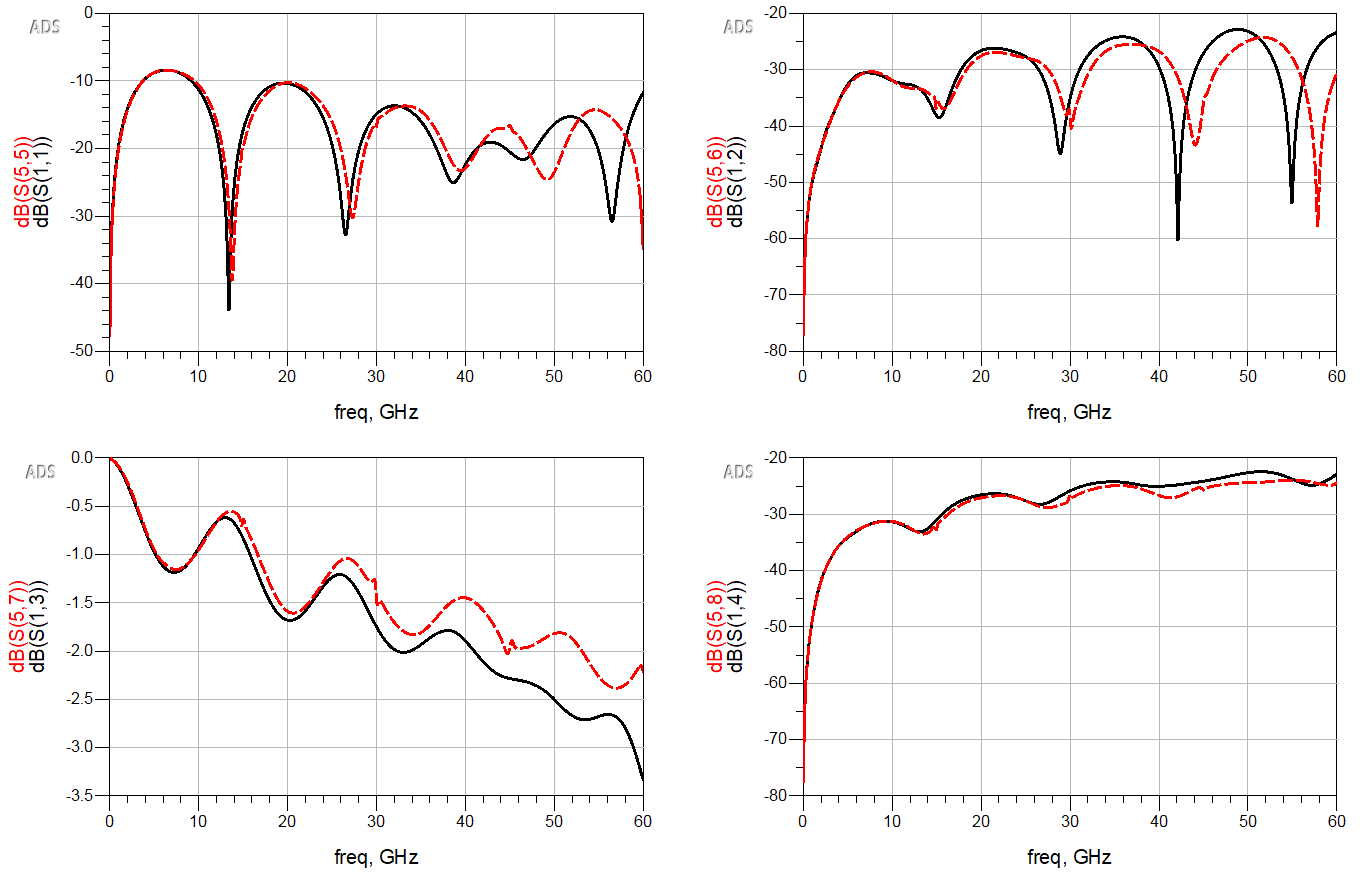 ADS
dB(S(5,5))
dB(S(1,1))
0
-10
-20
-30
-40
-50
0 10 20 30 40 50 60
freq, GHz
ADS
dB(S(5,6))
dB(S(1,2))
-20
-30
-40
-50
-60
-70
-80
0 10 20 30 40 50 60
freq, GHz
ADS
dB(S(5,7))
dB(S(1,3))
0.0
-0.5
-1.0
-1.5
-2.0
-2.5
-3.0
-3.5
0 10 20 30 40 50 60
freq, GHz
ADS
dB(S(5,8))
dB(S(1,4))
-20
-30
-40
-50
-60
-70
-80
0 10 20 30 40 50 60
freq, GHz